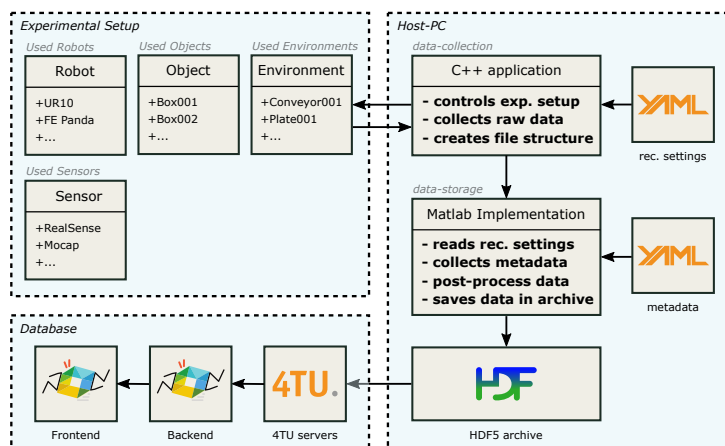 Experimental Setup
Used Robots
Robot
+UR10
+FE Panda
+...
Used Objects
Object
+Box001
+Box002
+...
Used Environments
Environment
+Conveyor001
+Plate001
+...
Used Sensors
Sensor
+RealSense
+Mocap
+...
Host-PC
data-collection
C++ application
- controls exp. setup
- collects raw data
- creates file structure
YAML
rec. settings
data-storage
Matlab Implementation
- reads rec. settings
- collects metadata
- post-process data
- saves data in archive
YAML
metadata
HDF
HDF5 archive
Database
Frontend
Backend
4TU.
4TU servers